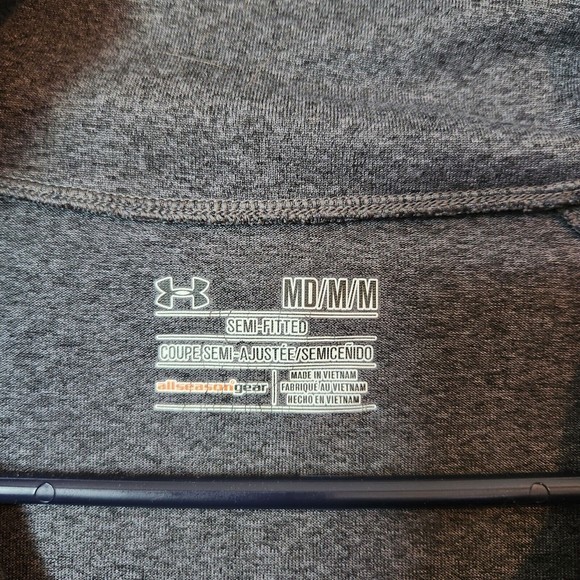 MD/M/M
SEMI-FITTED
COUPE SEMI-AJUSTÉE/SEMICEÑIDO
allseasongear
MADE IN VIETNAM
FABRIQUÉ AU VIETNAM
HECHO EN VIETNAM